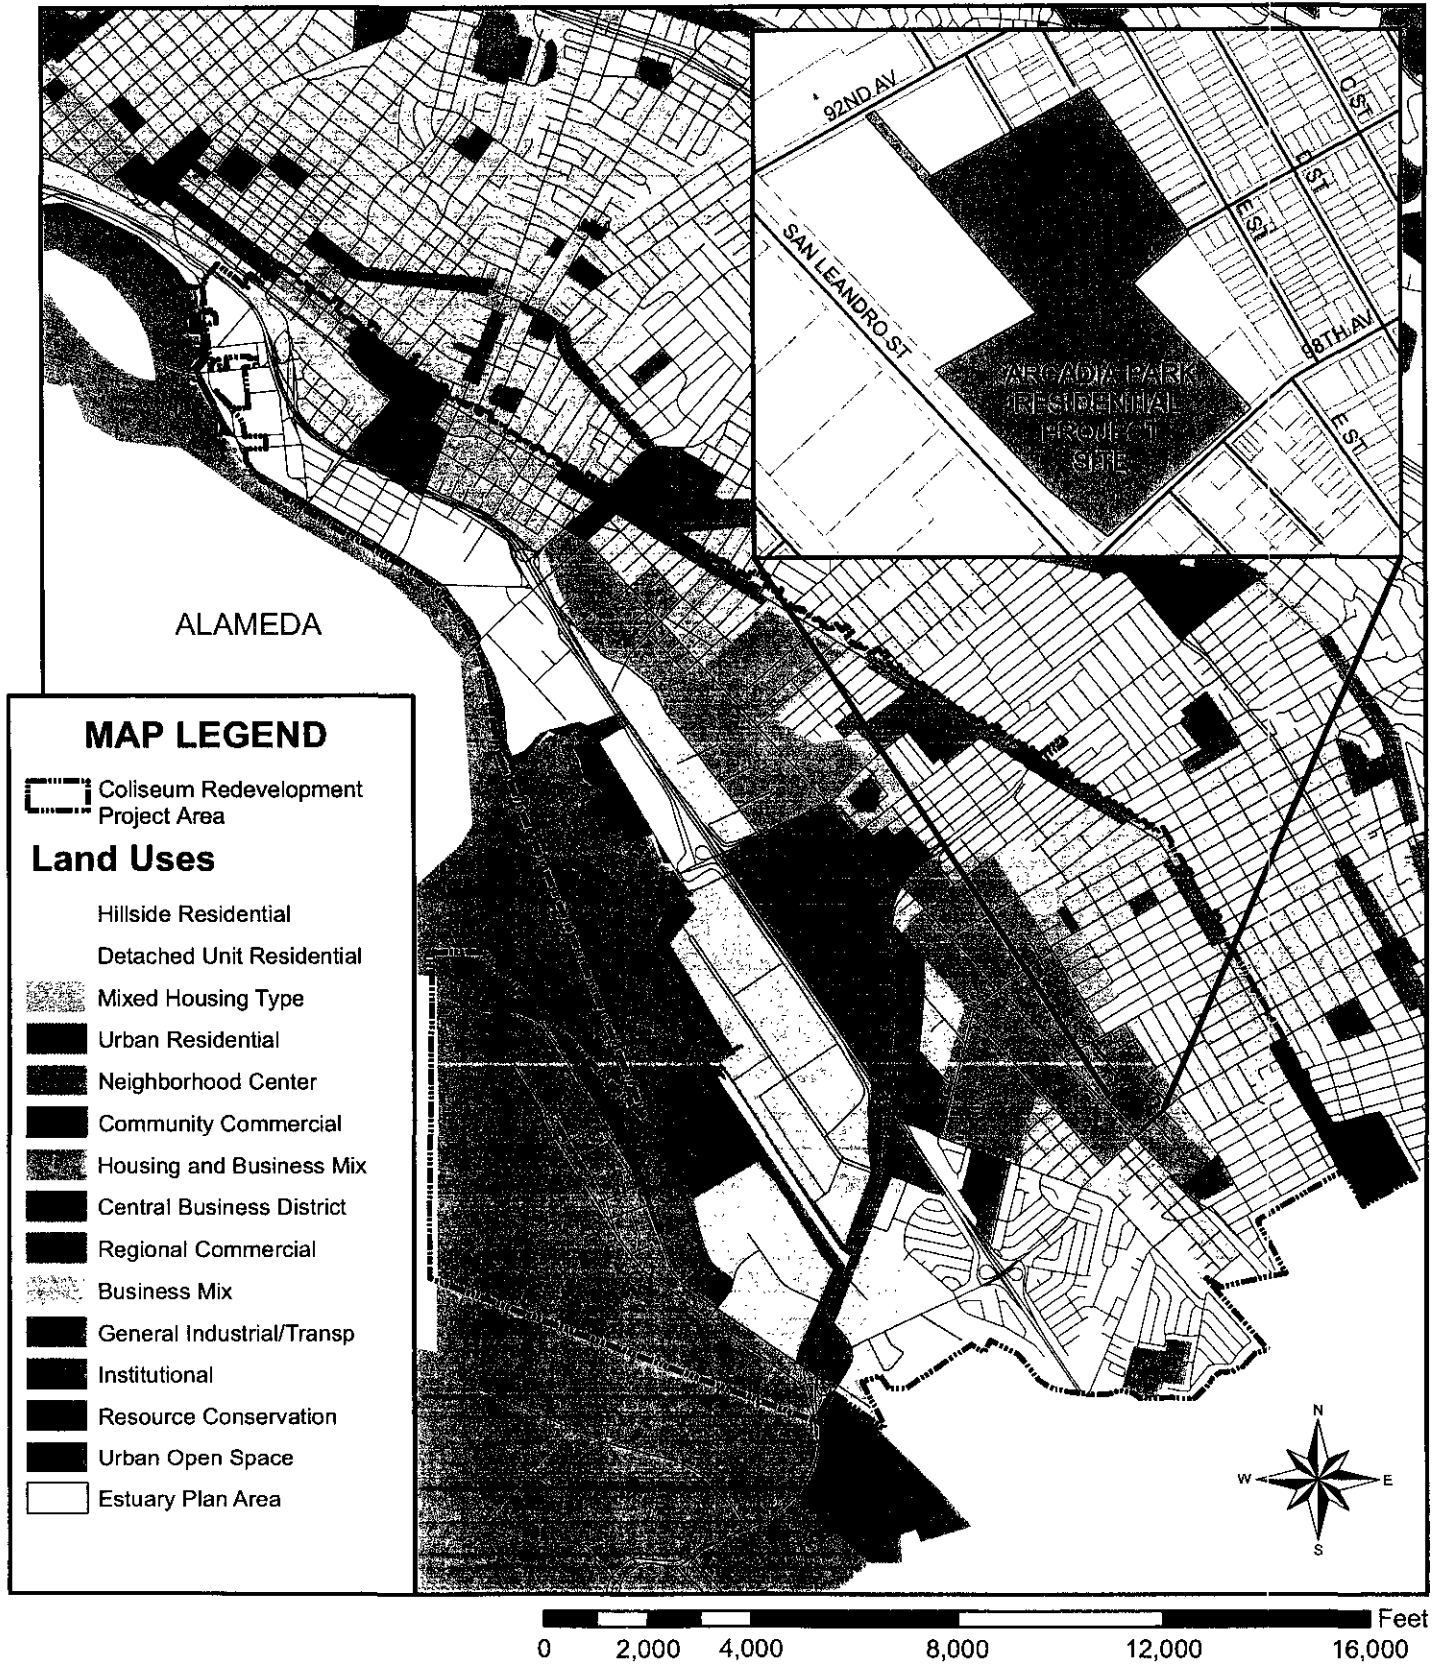 92ND AV
C ST
D ST
E ST
SAN LEANDRO ST
98TH AV
ARCADIA PARK
RESIDENTIAL
PROJECT
SITE
E ST
ALAMEDA
MAP LEGEND
Coliseum Redevelopment
Project Area
Land Uses
Hillside Residential
Detached Unit Residential
Mixed Housing Type
Urban Residential
Neighborhood Center
Community Commercial
Housing and Business Mix
Central Business District
Regional Commercial
Business Mix
General Industrial/Transp
Institutional
Resource Conservation
Urban Open Space
Estuary Plan Area
N
W E
S
Feet
0 2,000 4,000 8,000 12,000 16,000